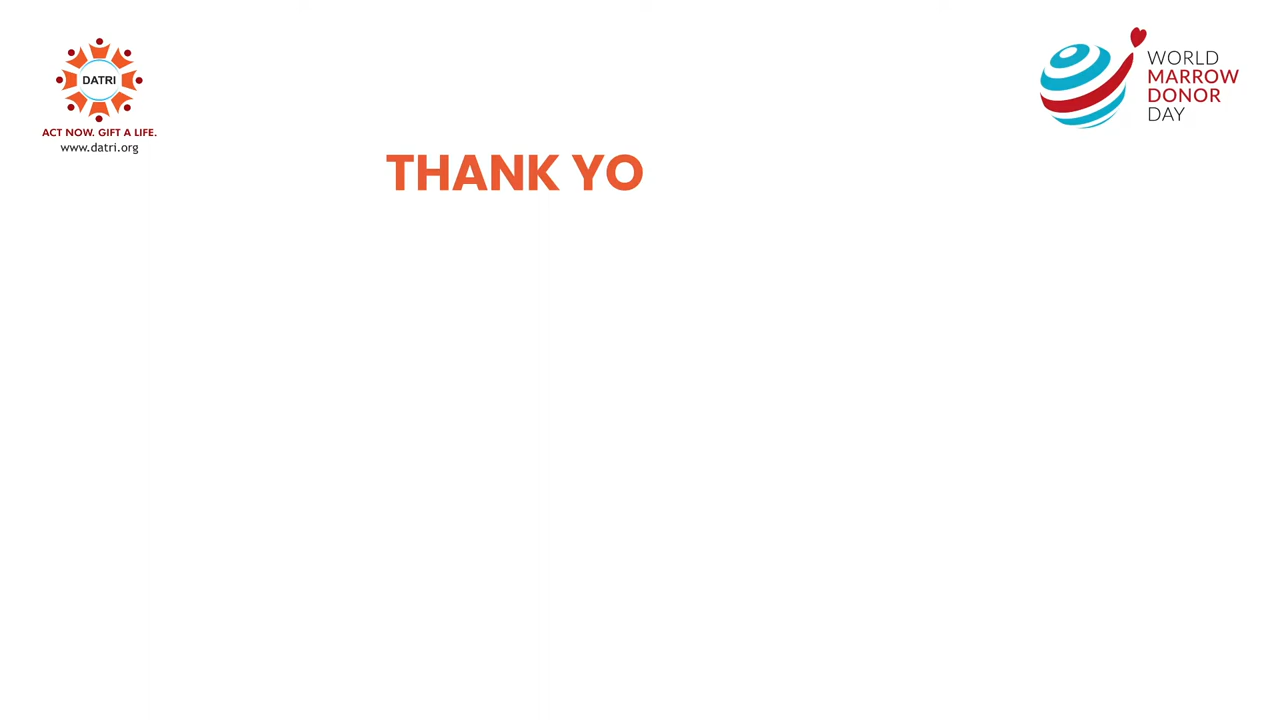 DATRI
ACT NOW. GIFT A LIFE.
www.datri.org
WORLD
MARROW
DONOR
DAY
THANK YO